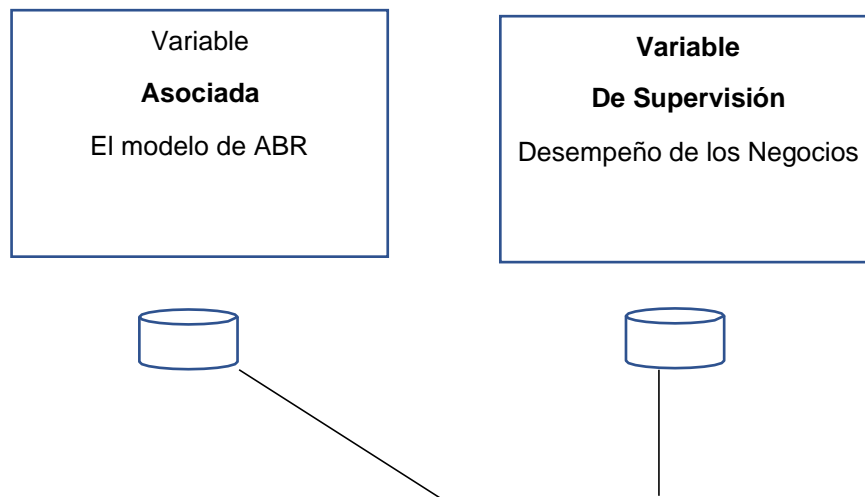 Variable
Asociada
El modelo de ABR
Variable
De Supervisión
Desempeño de los Negocios